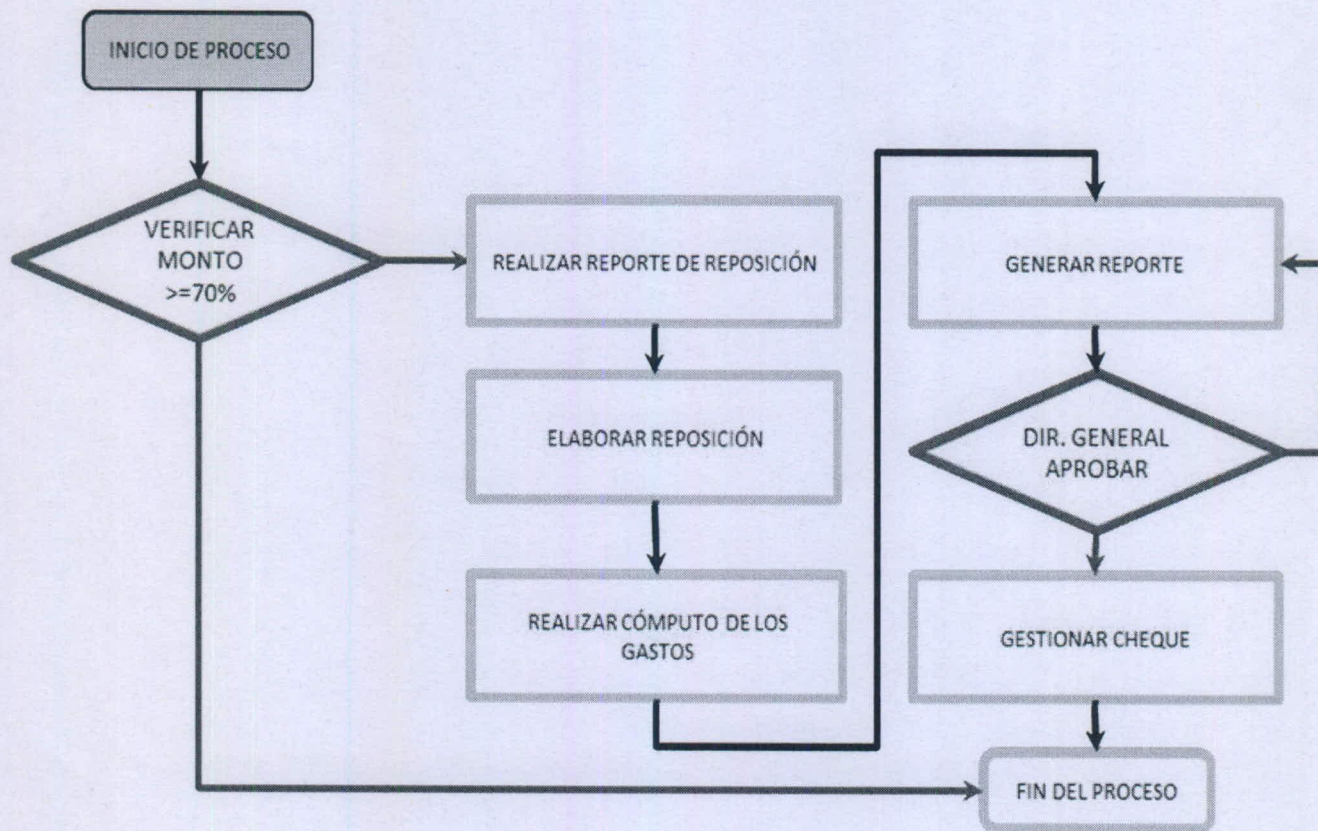 INICIO DE PROCESO
VERIFICAR
MONTO
>=70%
REALIZAR REPORTE DE REPOSICIÓN
ELABORAR REPOSICIÓN
REALIZAR CÓMPUTO DE LOS
GASTOS
GENERAR REPORTE
DIR. GENERAL
APROBAR
GESTIONAR CHEQUE
FIN DEL PROCESO